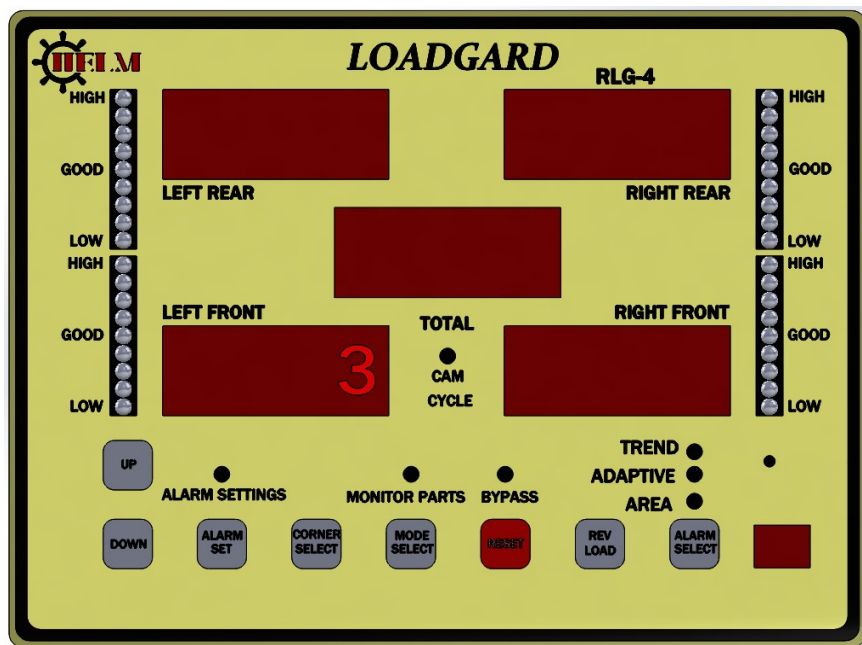 HELM
LOADGARD
RLG-4
HIGH
HIGH
GOOD
GOOD
LEFT REAR
RIGHT REAR
LOW
LOW
HIGH
HIGH
LEFT FRONT
RIGHT FRONT
TOTAL
GOOD
GOOD
3
CAM
CYCLE
LOW
LOW
UP
TREND
ALARM SETTINGS
MONITOR PARTS
BYPASS
ADAPTIVE
AREA
DOWN
ALARM
SET
CORNER
SELECT
MODE
SELECT
RESET
REV
LOAD
ALARM
SELECT